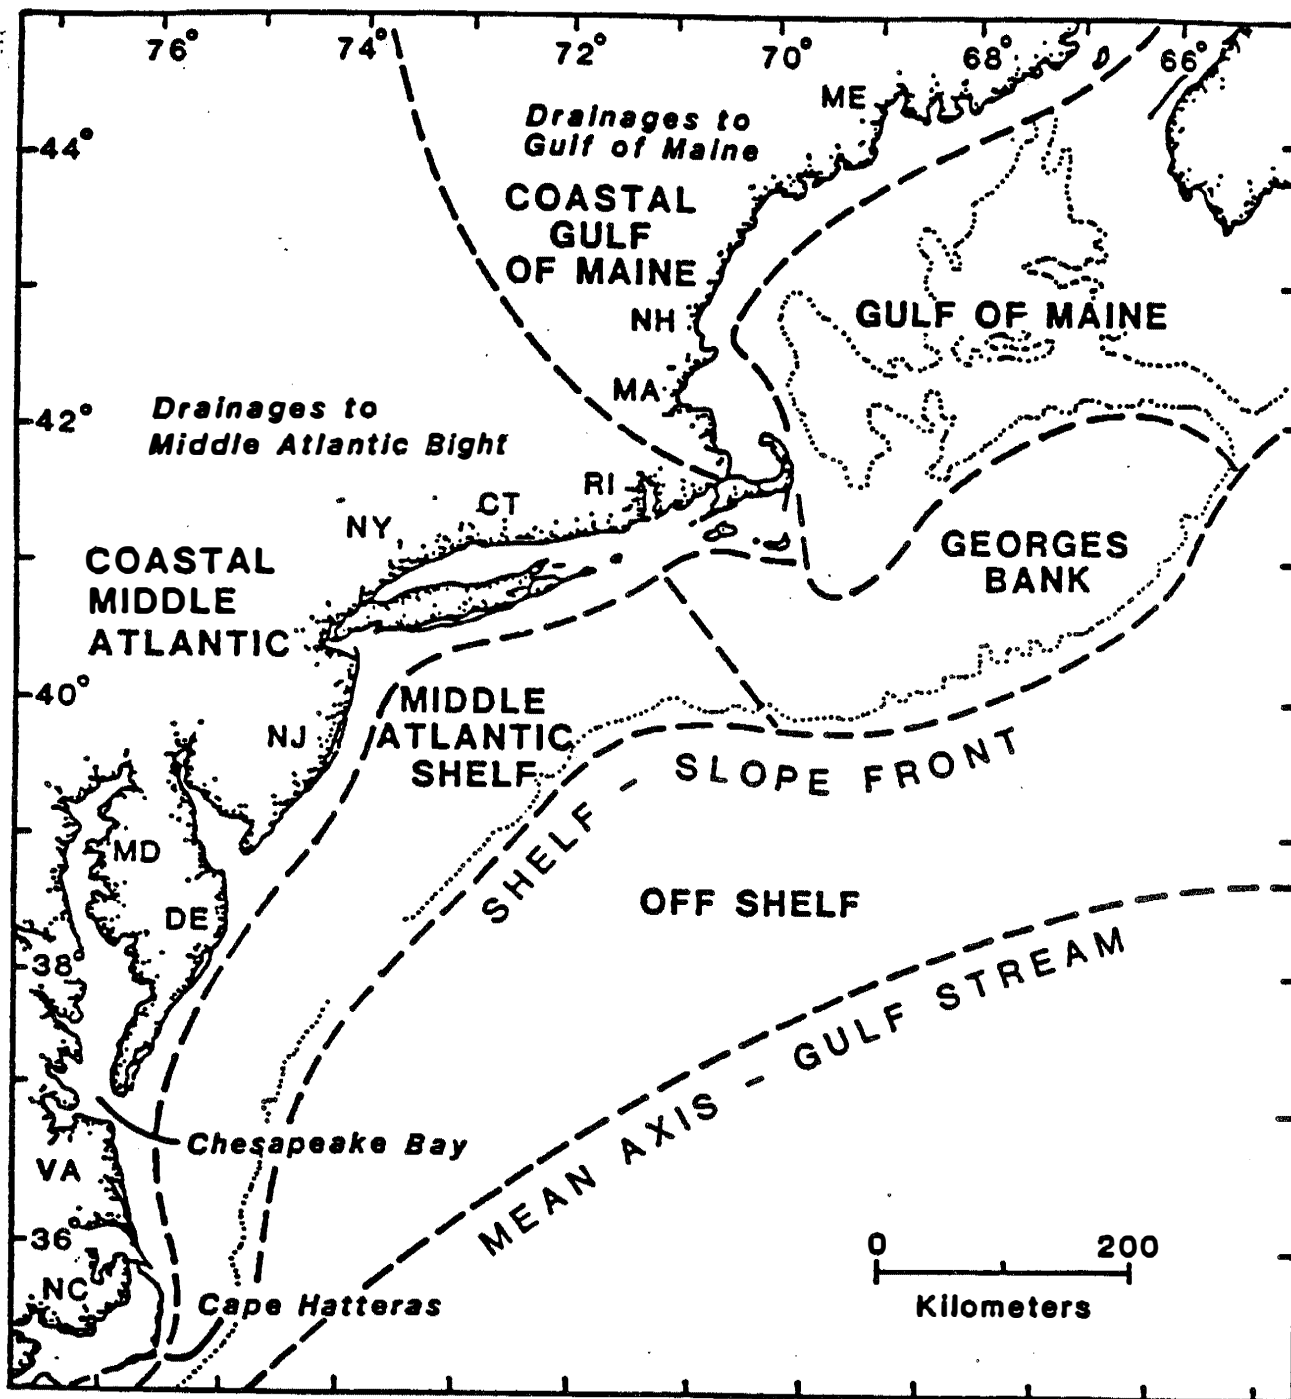 76° 74° 72° 70° 68° 66°
ME
Drainages to
Gulf of Maine
44°
COASTAL
GULF
OF MAINE
NH
GULF OF MAINE
MA
42°
Drainages to
Middle Atlantic Bight
RI
CT
NY
GEORGES
BANK
COASTAL
MIDDLE
ATLANTIC
40°
MIDDLE
ATLANTIC
SHELF
NJ
SHELF - SLOPE FRONT
MD
DE
OFF SHELF
38°
MEAN AXIS - GULF STREAM
Chesapeake Bay
VA
36°
NC
Cape Hatteras
0 200
Kilometers